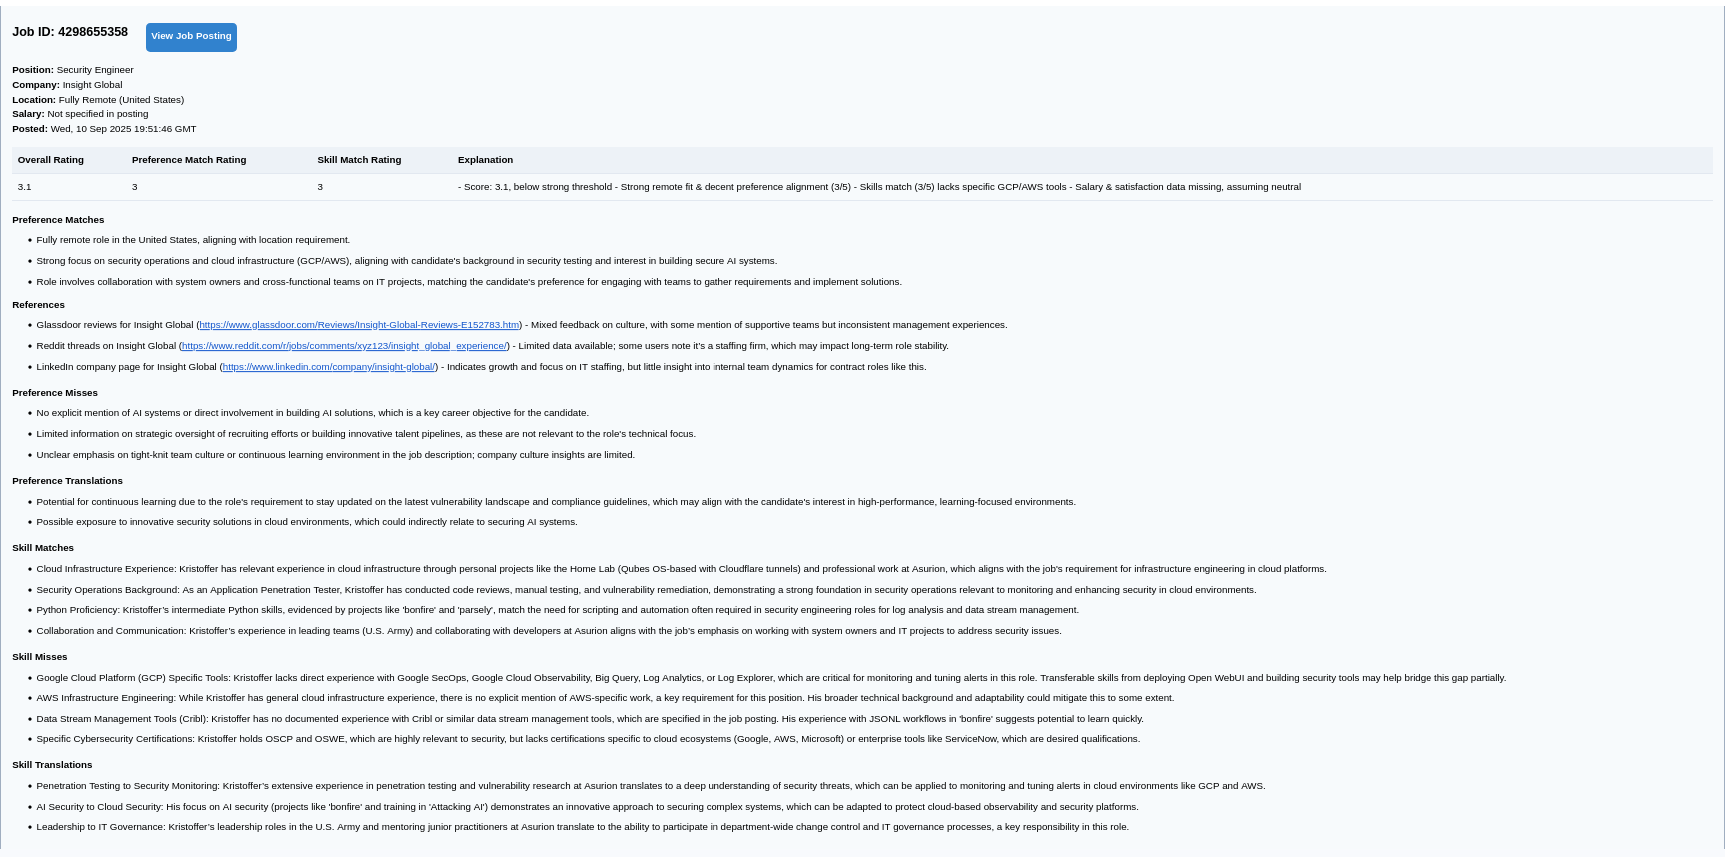 Job ID: 4298655358
View Job Posting
Position: Security Engineer
Company: Insight Global
Location: Fully Remote (United States)
Salary: Not specified in posting
Posted: Wed, 10 Sep 2025 19:51:46 GMT
Overall Rating Preference Match Rating Skill Match Rating Explanation
3.1 3 3 - Score: 3.1, below strong threshold - Strong remote fit & decent preference alignment (3/5) - Skills match (3/5) lacks specific GCP/AWS tools - Salary & satisfaction data missing, assuming neutral
Preference Matches
• Fully remote role in the United States, aligning with location requirement.
• Strong focus on security operations and cloud infrastructure (GCP/AWS), aligning with candidate's background in security testing and interest in building secure AI systems.
• Role involves collaboration with system owners and cross-functional teams on IT projects, matching the candidate's preference for engaging with teams to gather requirements and implement solutions.
References
• Glassdoor reviews for Insight Global (https://www.glassdoor.com/Reviews/Insight-Global-Reviews-E152783.htm) - Mixed feedback on culture, with some mention of supportive teams but inconsistent management experiences.
• Reddit threads on Insight Global (https://www.reddit.com/r/jobs/comments/xyz123/insight_global_experience/) - Limited data available; some users note it's a staffing firm, which may impact long-term role stability.
• LinkedIn company page for Insight Global (https://www.linkedin.com/company/insight-global/) - Indicates growth and focus on IT staffing, but little insight into internal team dynamics for contract roles like this.
Preference Misses
• No explicit mention of AI systems or direct involvement in building AI solutions, which is a key career objective for the candidate.
• Limited information on strategic oversight of recruiting efforts or building innovative talent pipelines, as these are not relevant to the role's technical focus.
• Unclear emphasis on tight-knit team culture or continuous learning environment in the job description; company culture insights are limited.
Preference Translations
• Potential for continuous learning due to the role's requirement to stay updated on the latest vulnerability landscape and compliance guidelines, which may align with the candidate's interest in high-performance, learning-focused environments.
• Possible exposure to innovative security solutions in cloud environments, which could indirectly relate to securing AI systems.
Skill Matches
• Cloud Infrastructure Experience: Kristoffer has relevant experience in cloud infrastructure through personal projects like the Home Lab (Qubes OS-based with Cloudflare tunnels) and professional work at Asurion, which aligns with the job's requirement for infrastructure engineering in cloud platforms.
• Security Operations Background: As an Application Penetration Tester, Kristoffer has conducted code reviews, manual testing, and vulnerability remediation, demonstrating a strong foundation in security operations relevant to monitoring and enhancing security in cloud environments.
• Python Proficiency: Kristoffer's intermediate Python skills, evidenced by projects like 'bonfire' and 'parsely', match the need for scripting and automation often required in security engineering roles for log analysis and data stream management.
• Collaboration and Communication: Kristoffer's experience in leading teams (U.S. Army) and collaborating with developers at Asurion aligns with the job's emphasis on working with system owners and IT projects to address security issues.
Skill Misses
• Google Cloud Platform (GCP) Specific Tools: Kristoffer lacks direct experience with Google SecOps, Google Cloud Observability, Big Query, Log Analytics, or Log Explorer, which are critical for monitoring and tuning alerts in this role. Transferable skills from deploying Open WebUI and building security tools may help bridge this gap partially.
• AWS Infrastructure Engineering: While Kristoffer has general cloud infrastructure experience, there is no explicit mention of AWS-specific work, a key requirement for this position. His broader technical background and adaptability could mitigate this to some extent.
• Data Stream Management Tools (Cribl): Kristoffer has no documented experience with Cribl or similar data stream management tools, which are specified in the job posting. His experience with JSONL workflows in 'bonfire' suggests potential to learn quickly.
• Specific Cybersecurity Certifications: Kristoffer holds OSCP and OSWE, which are highly relevant to security, but lacks certifications specific to cloud ecosystems (Google, AWS, Microsoft) or enterprise tools like ServiceNow, which are desired qualifications.
Skill Translations
• Penetration Testing to Security Monitoring: Kristoffer's extensive experience in penetration testing and vulnerability research at Asurion translates to a deep understanding of security threats, which can be applied to monitoring and tuning alerts in cloud environments like GCP and AWS.
• AI Security to Cloud Security: His focus on AI security (projects like 'bonfire' and training in 'Attacking AI') demonstrates an innovative approach to securing complex systems, which can be adapted to protect cloud-based observability and security platforms.
• Leadership to IT Governance: Kristoffer's leadership roles in the U.S. Army and mentoring junior practitioners at Asurion translate to the ability to participate in department-wide change control and IT governance processes, a key responsibility in this role.